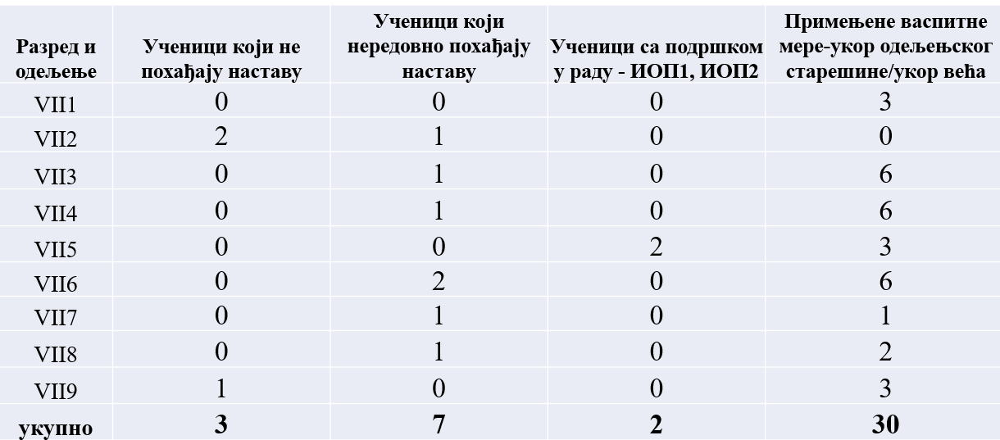 Разред и одељење	Ученици који не похађају наставу	Ученици који нередовно похађају наставу	Ученици са подршком у раду - ИОП1, ИОП2	Примењене васпитне мере-укор одељењског старешине/укор већа
VII1	0	0	0	3
VII2	2	1	0	0
VII3	0	1	0	6
VII4	0	1	0	6
VII5	0	0	2	3
VII6	0	2	0	6
VII7	0	1	0	1
VII8	0	1	0	2
VII9	1	0	0	3
укупно	3	7	2	30